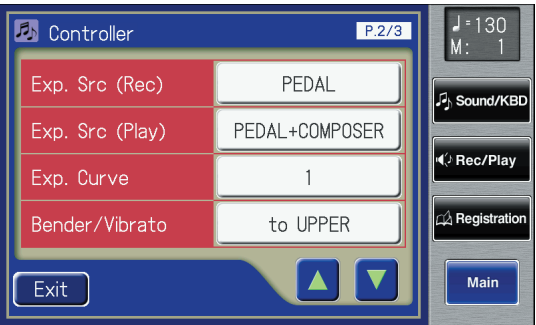 Controller P.2/3
Exp. Src (Rec) PEDAL
Exp. Src (Play) PEDAL+COMPOSER
Exp. Curve 1
Bender/Vibrato to UPPER
Exit
♩=130
M: 1
Sound/KBD
Rec/Play
Registration
Main